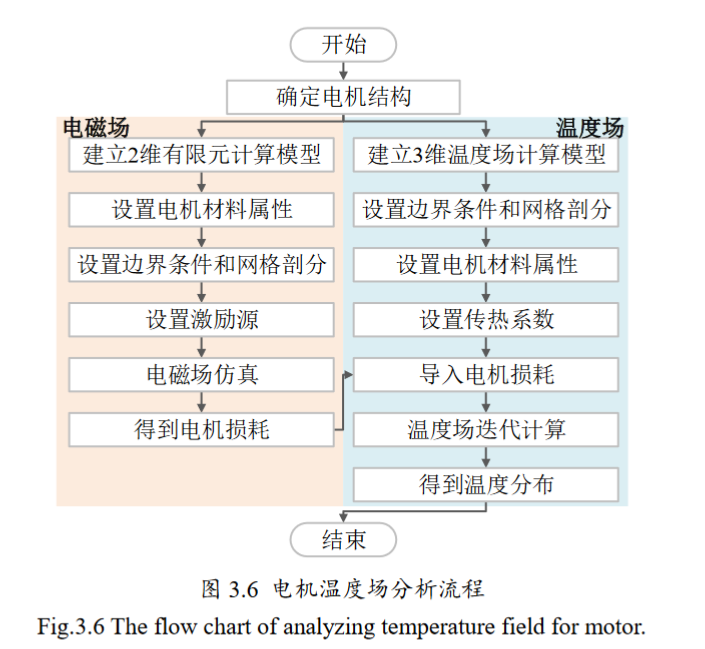 开始
确定电机结构
电磁场
建立2维有限元计算模型
设置电机材料属性
设置边界条件和网格剖分
设置激励源
电磁场仿真
得到电机损耗
温度场
建立3维温度场计算模型
设置边界条件和网格剖分
设置电机材料属性
设置传热系数
导入电机损耗
温度场迭代计算
得到温度分布
结束
图 3.6 电机温度场分析流程
Fig.3.6 The flow chart of analyzing temperature field for motor.